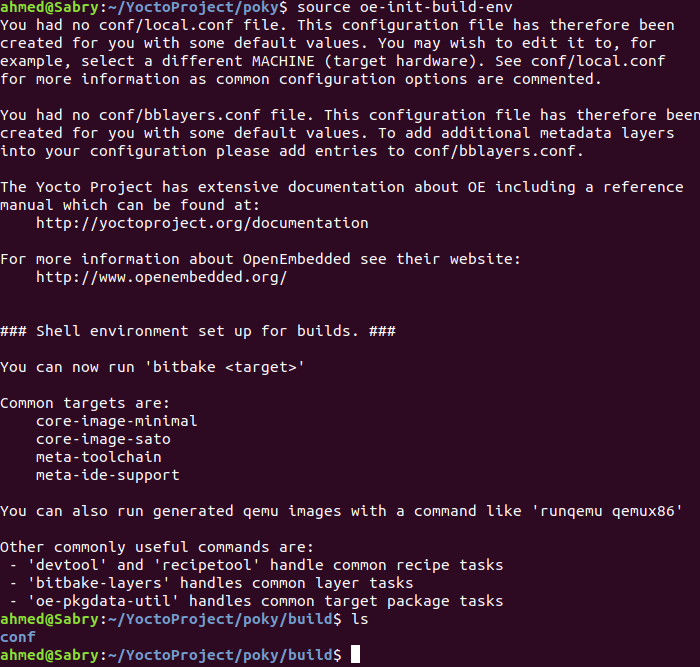 ahmed@Sabry:~/YoctoProject/poky$ source oe-init-build-env
You had no conf/local.conf file. This configuration file has therefore been
created for you with some default values. You may wish to edit it to, for
example, select a different MACHINE (target hardware). See conf/local.conf
for more information as common configuration options are commented.

You had no conf/bblayers.conf file. This configuration file has therefore been
created for you with some default values. To add additional metadata layers
into your configuration please add entries to conf/bblayers.conf.

The Yocto Project has extensive documentation about OE including a reference
manual which can be found at:
    http://yoctoproject.org/documentation

For more information about OpenEmbedded see their website:
    http://www.openembedded.org/

### Shell environment set up for builds. ###

You can now run 'bitbake <target>'

Common targets are:
    core-image-minimal
    core-image-sato
    meta-toolchain
    meta-ide-support

You can also run generated qemu images with a command like 'runqemu qemux86'

Other commonly useful commands are:
 - 'devtool' and 'recipetool' handle common recipe tasks
 - 'bitbake-layers' handles common layer tasks
 - 'oe-pkgdata-util' handles common target package tasks
ahmed@Sabry:~/YoctoProject/poky/build$ ls
conf
ahmed@Sabry:~/YoctoProject/poky/build$